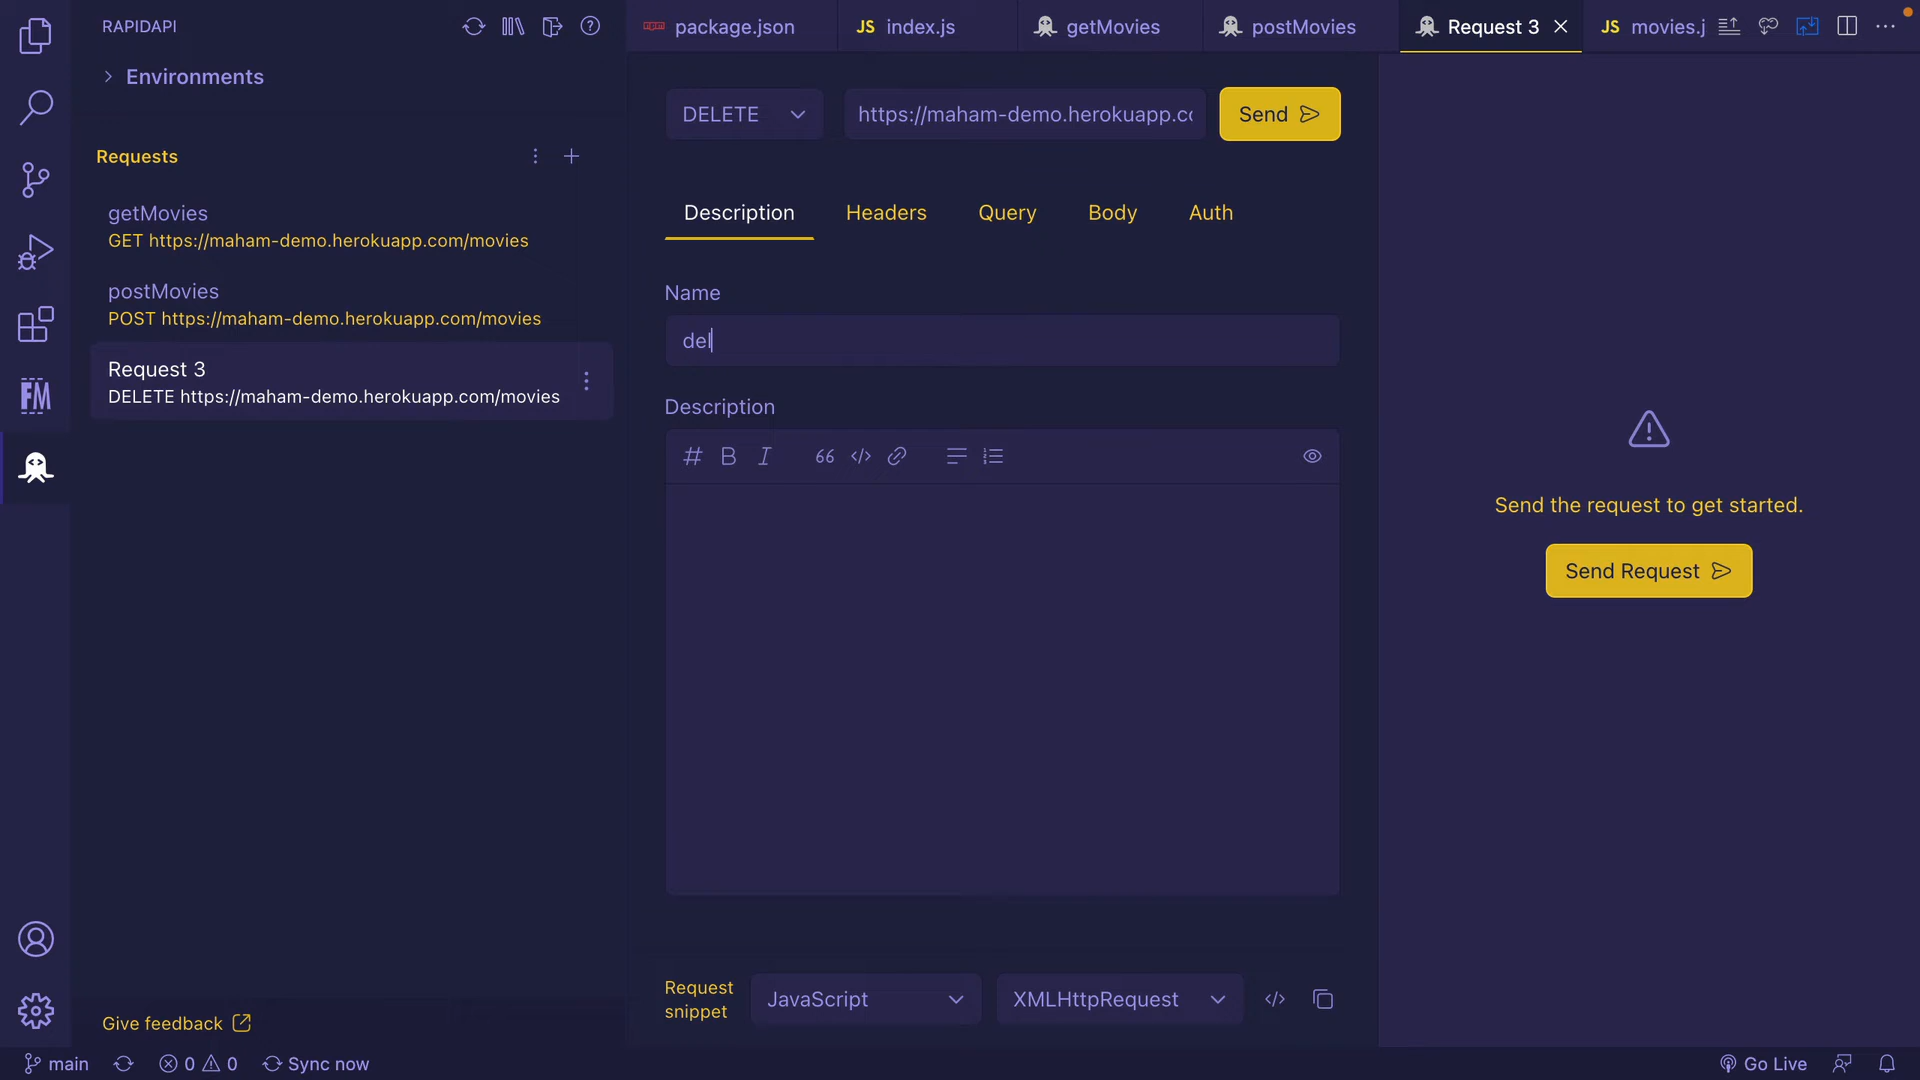 RAPIDAPI
Environments
Requests
getMovies
GET https://maham-demo.herokuapp.com/movies
postMovies
POST https://maham-demo.herokuapp.com/movies
Request 3
DELETE https://maham-demo.herokuapp.com/movies
Give feedback
FM
package.json
JS index.js
getMovies
postMovies
Request 3
JS movies.j
DELETE
https://maham-demo.herokuapp.co
Send
Description
Headers
Query
Body
Auth
Name
del
Description
# B I 66 </>
Request
snippet
JavaScript
XMLHttpRequest
</>
Send the request to get started.
Send Request
main
0
0
Sync now
Go Live